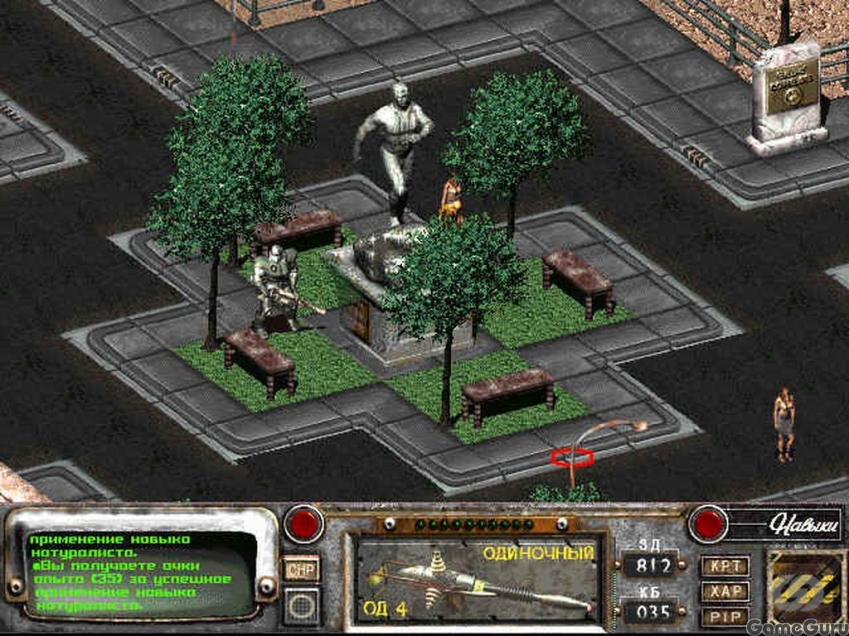 применение навыка
натуралиста.
•Вы получаете очки
опыта (35) за успешное
применение навыка
натуралиста.
СНР
ОДИНОЧНЫЙ
ОД 4
ЗД
812
КБ
035
Навыки
КРТ
ХАР
PIP
GameGuru